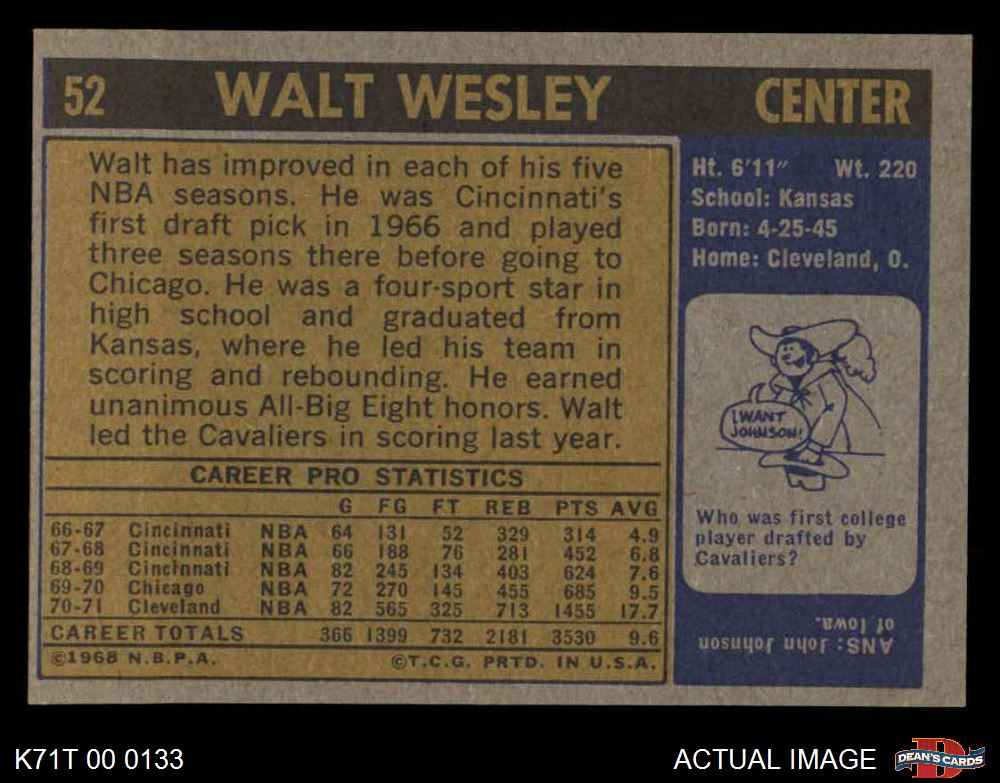 52 WALT WESLEY CENTER
Walt has improved in each of his five
NBA seasons. He was Cincinnati's
first draft pick in 1966 and played
three seasons there before going to
Chicago. He was a four-sport star in
high school and graduated from
Kansas, where he led his team in
scoring and rebounding. He earned
unanimous All-Big Eight honors. Walt
led the Cavaliers in scoring last year.
CAREER PRO STATISTICS
G FG FT REB PTS AVG
66-67 Cincinnati NBA 64 131 52 329 314 4.9
67-68 Cincinnati NBA 66 188 76 281 452 6.8
68-69 Cincinnati NBA 82 245 134 403 624 7.6
69-70 Chicago NBA 72 270 145 455 685 9.5
70-71 Cleveland NBA 82 565 325 713 1455 17.7
CAREER TOTALS 366 1399 732 2181 3530 9.6
©1968 N.B.P.A. ©T.C.G. PRTD. IN U.S.A.
Ht. 6'11" Wt. 220
School: Kansas
Born: 4-25-45
Home: Cleveland, O.
I WANT
JOHNSON!
Who was first college
player drafted by
Cavaliers?
ANS: John Johnson
of Iowa.
K71T 00 0133
ACTUAL IMAGE
D
DEAN'S CARDS